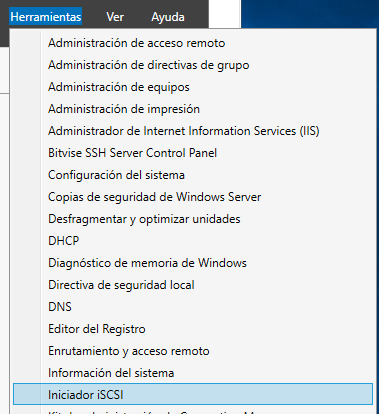 Herramientas Ver Ayuda
Administración de acceso remoto
Administración de directivas de grupo
Administración de equipos
Administración de impresión
Administrador de Internet Information Services (IIS)
Bitvise SSH Server Control Panel
Configuración del sistema
Copias de seguridad de Windows Server
Desfragmentar y optimizar unidades
DHCP
Diagnóstico de memoria de Windows
Directiva de seguridad local
DNS
Editor del Registro
Enrutamiento y acceso remoto
Información del sistema
Iniciador iSCSI